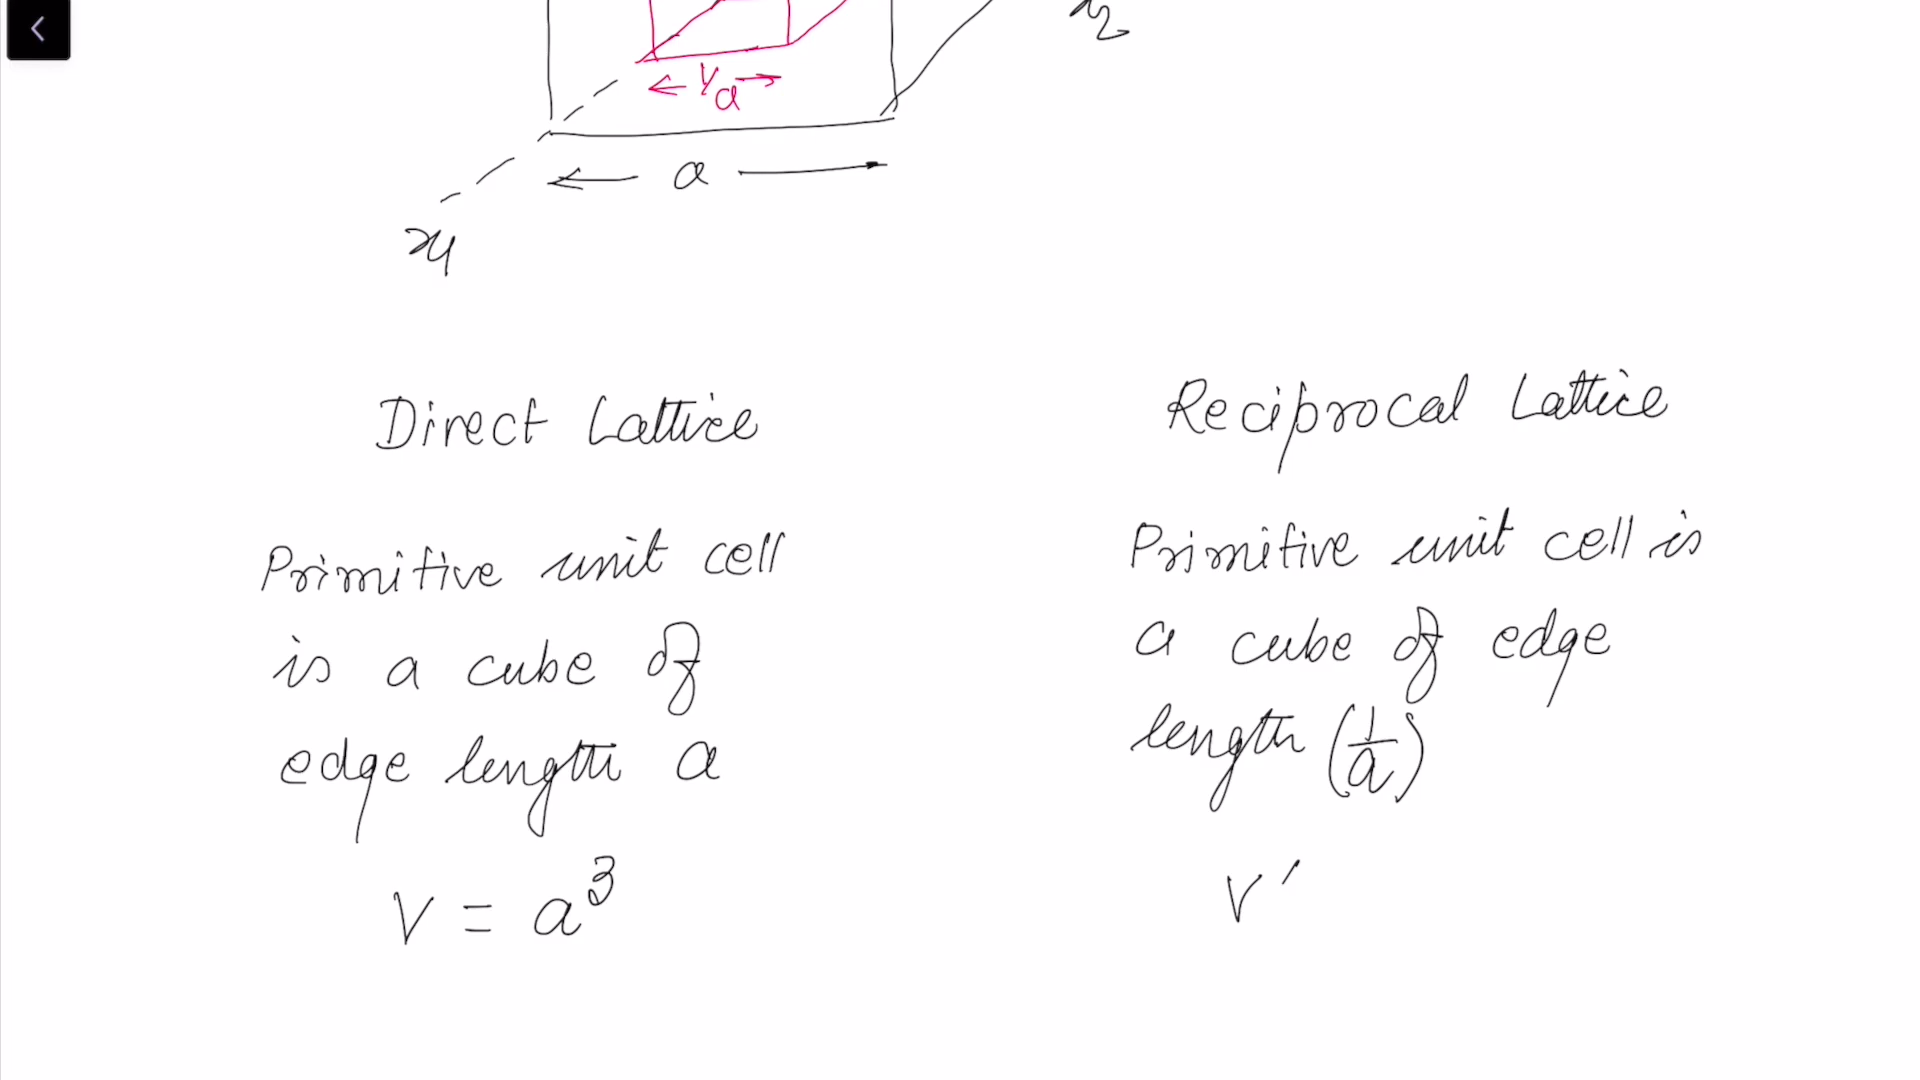 x2
1/a
a
x1
Direct Lattice
Reciprocal Lattice
Primitive unit cell
is a cube of
edge length a
V = a³
Primitive unit cell is
a cube of edge
length (1/a)
V′